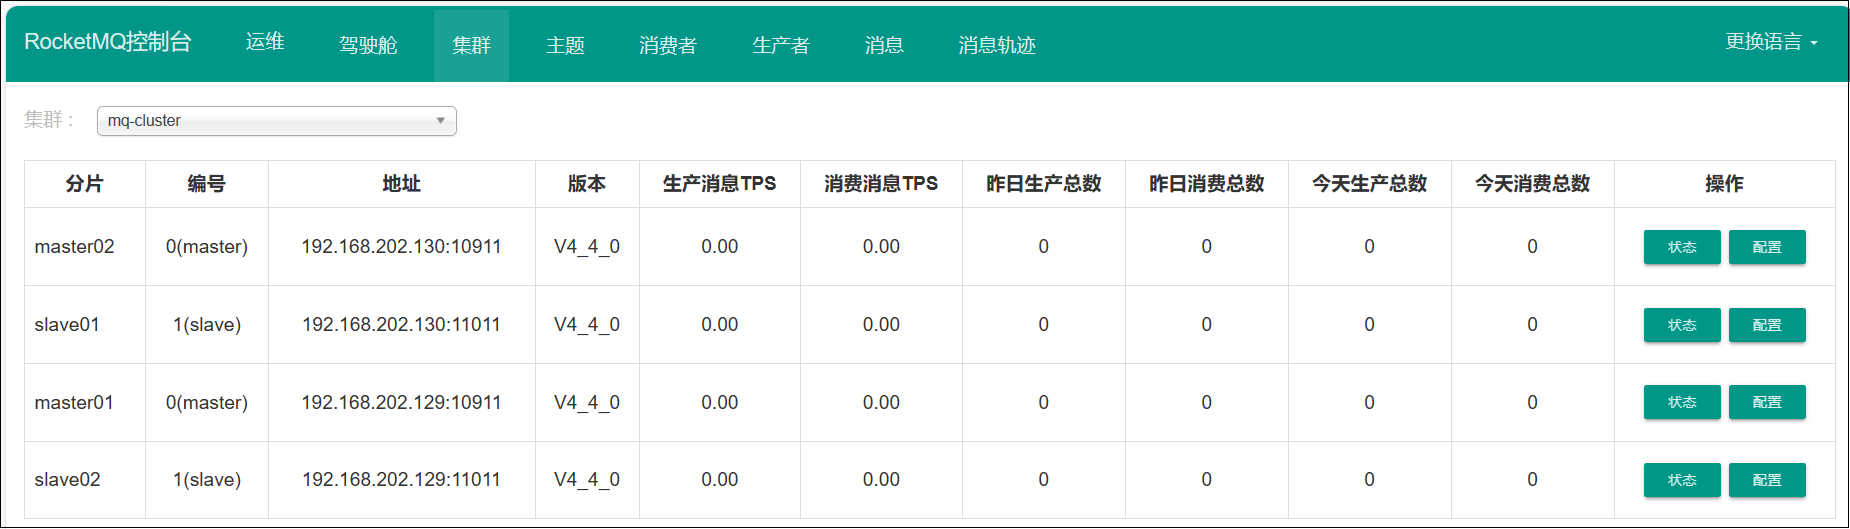 RocketMQ控制台 运维 驾驶舱 集群 主题 消费者 生产者 消息 消息轨迹 更换语言
集群： mq-cluster
分片 编号 地址 版本 生产消息TPS 消费消息TPS 昨日生产总数 昨日消费总数 今天生产总数 今天消费总数 操作
master02 0(master) 192.168.202.130:10911 V4_4_0 0.00 0.00 0 0 0 0 状态 配置
slave01 1(slave) 192.168.202.130:11011 V4_4_0 0.00 0.00 0 0 0 0 状态 配置
master01 0(master) 192.168.202.129:10911 V4_4_0 0.00 0.00 0 0 0 0 状态 配置
slave02 1(slave) 192.168.202.129:11011 V4_4_0 0.00 0.00 0 0 0 0 状态 配置